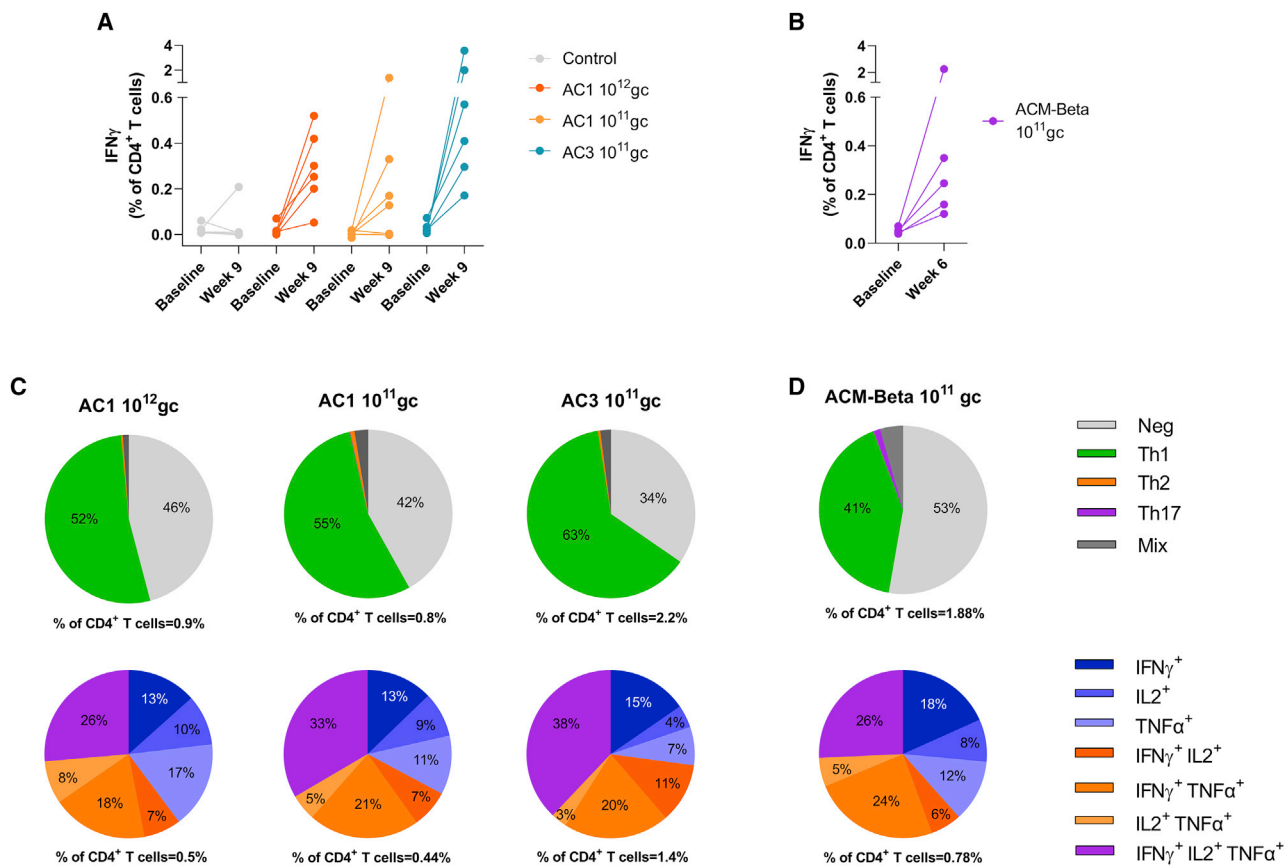 A
4
2
0.6
0.4
0.2
0.0
IFNγ
(% of CD4⁺ T cells)
Baseline
Week 9
Baseline
Week 9
Baseline
Week 9
Baseline
Week 9
Control
AC1 10¹²gc
AC1 10¹¹gc
AC3 10¹¹gc
B
4
2
0.6
0.4
0.2
0.0
IFNγ
(% of CD4⁺ T cells)
Baseline
Week 6
ACM-Beta
10¹¹gc
C
AC1 10¹²gc
52%
46%
% of CD4⁺ T cells=0.9%
AC1 10¹¹gc
55%
42%
% of CD4⁺ T cells=0.8%
AC3 10¹¹gc
63%
34%
% of CD4⁺ T cells=2.2%
D
ACM-Beta 10¹¹ gc
41%
53%
% of CD4⁺ T cells=1.88%
Neg
Th1
Th2
Th17
Mix
13%
10%
17%
7%
18%
8%
26%
% of CD4⁺ T cells=0.5%
13%
9%
11%
7%
21%
5%
33%
% of CD4⁺ T cells=0.44%
15%
4%
7%
11%
20%
3%
38%
% of CD4⁺ T cells=1.4%
18%
8%
12%
6%
24%
5%
26%
% of CD4⁺ T cells=0.78%
IFNγ⁺
IL2⁺
TNFα⁺
IFNγ⁺ IL2⁺
IFNγ⁺ TNFα⁺
IL2⁺ TNFα⁺
IFNγ⁺ IL2⁺ TNFα⁺